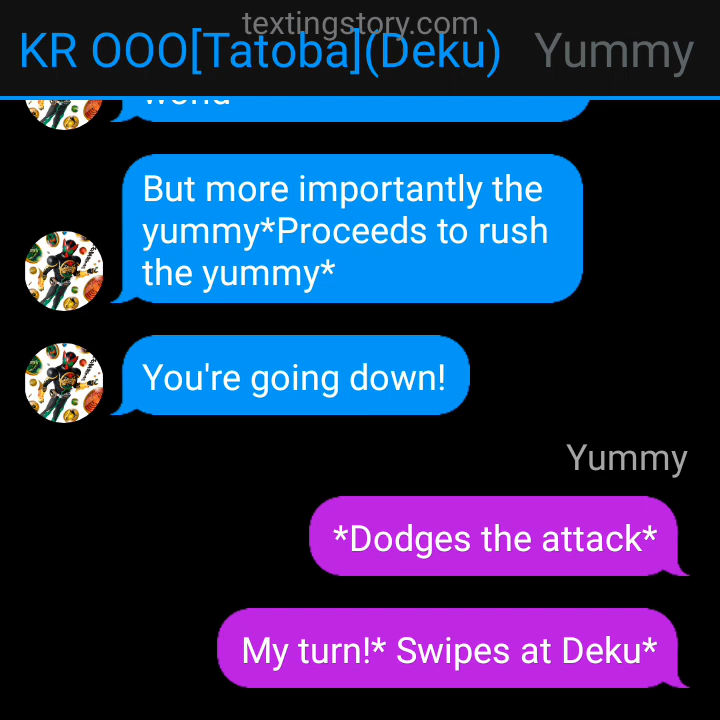 textingstory.com
KR OOO[Tatoba](Deku) Yummy
world
But more importantly the
yummy*Proceeds to rush
the yummy*
You're going down!
Yummy
*Dodges the attack*
My turn!* Swipes at Deku*